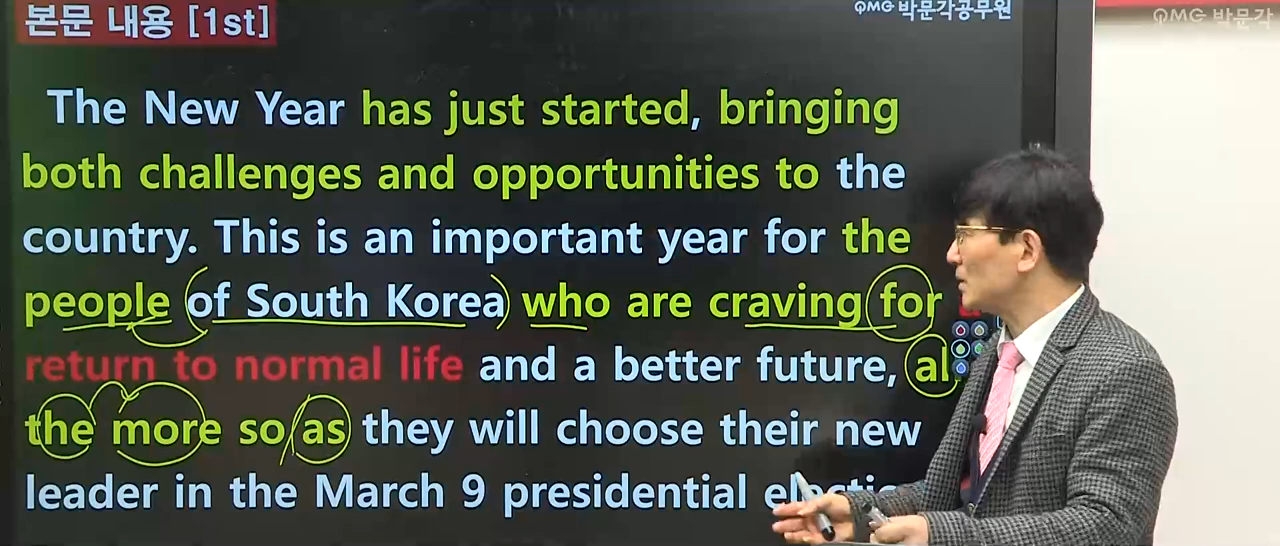 본문 내용 [1st]
PMG 박문각공무원
PMG 박문각
The New Year has just started, bringing
both challenges and opportunities to the
country. This is an important year for the
people of South Korea who are craving for
return to normal life and a better future,
the more so as they will choose their new
leader in the March 9 presidential